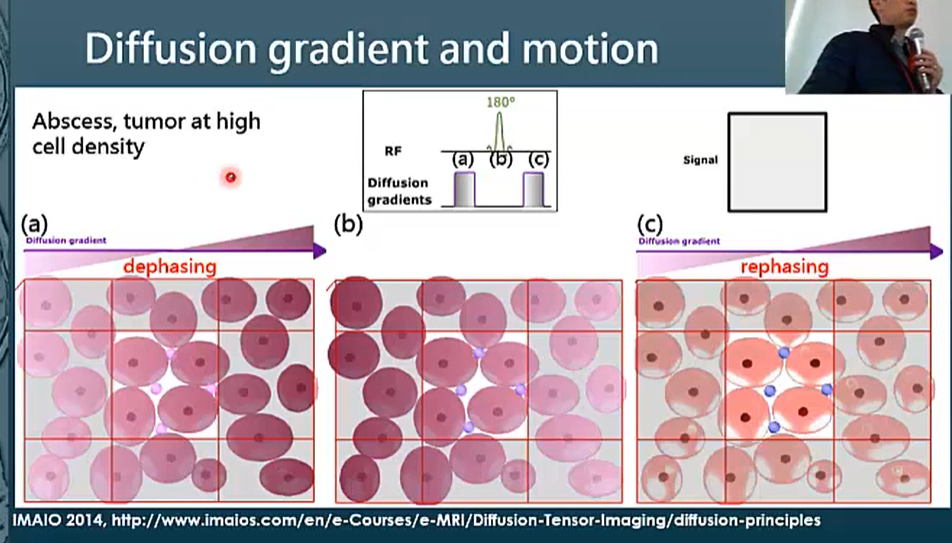 Diffusion gradient and motion
Abscess, tumor at high
cell density
180°
RF
(a) (b) (c)
Diffusion
gradients
Signal
(a)
Diffusion gradient
dephasing
(b)
(c)
Diffusion gradient
rephasing
IMAIO 2014, http://www.imaios.com/en/e-Courses/e-MRI/Diffusion-Tensor-Imaging/diffusion-principles